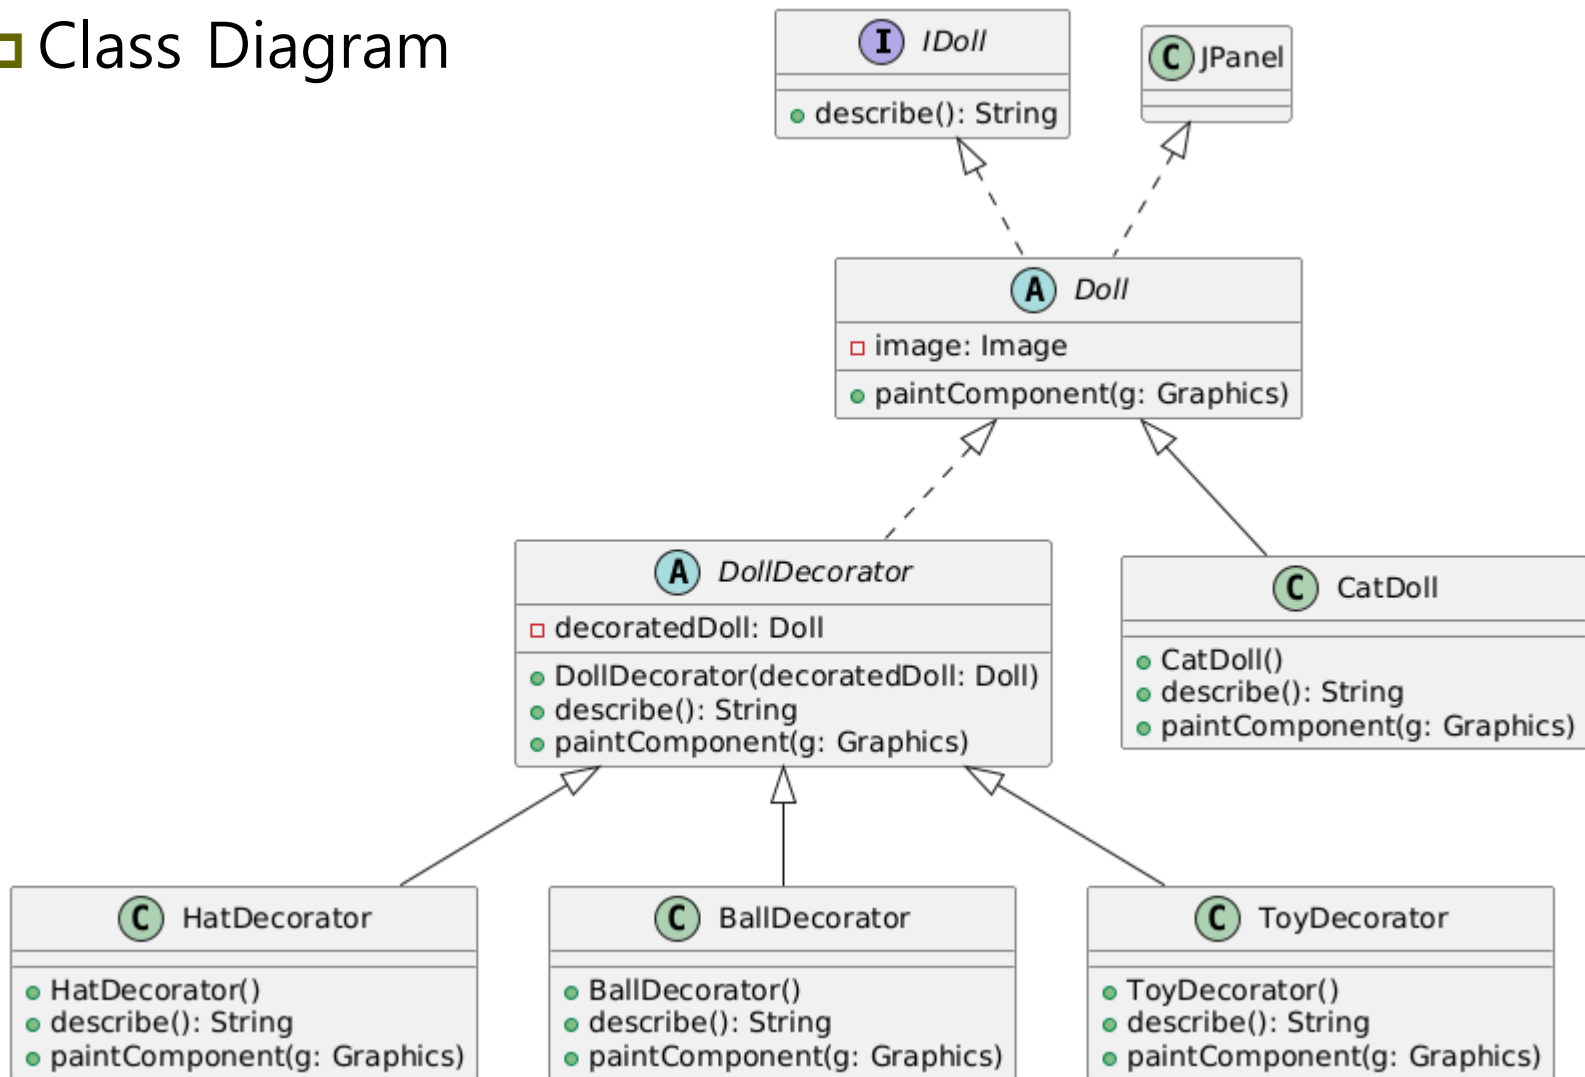 Class Diagram
I IDoll
describe(): String
C JPanel
A Doll
image: Image
paintComponent(g: Graphics)
A DollDecorator
decoratedDoll: Doll
DollDecorator(decoratedDoll: Doll)
describe(): String
paintComponent(g: Graphics)
C CatDoll
CatDoll()
describe(): String
paintComponent(g: Graphics)
C HatDecorator
HatDecorator()
describe(): String
paintComponent(g: Graphics)
C BallDecorator
BallDecorator()
describe(): String
paintComponent(g: Graphics)
C ToyDecorator
ToyDecorator()
describe(): String
paintComponent(g: Graphics)